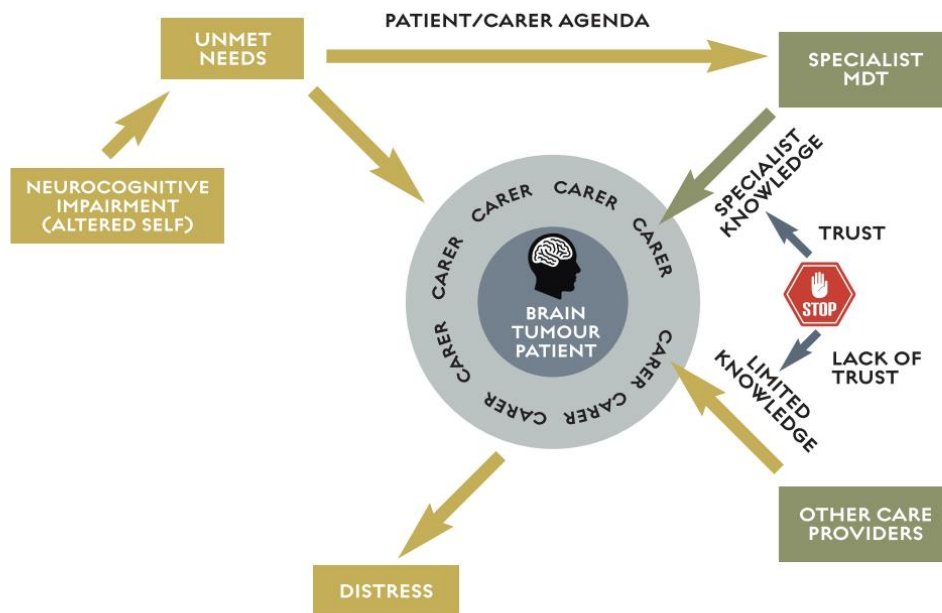 PATIENT/CARER AGENDA
UNMET
NEEDS
SPECIALIST
MDT
NEUROCOGNITIVE
IMPAIRMENT
(ALTERED SELF)
SPECIALIST
KNOWLEDGE
TRUST
STOP
LACK OF
TRUST
LIMITED
KNOWLEDGE
CARER
CARER
CARER
CARER
CARER
CARER
CARER
CARER
CARER
BRAIN
TUMOUR
PATIENT
OTHER CARE
PROVIDERS
DISTRESS